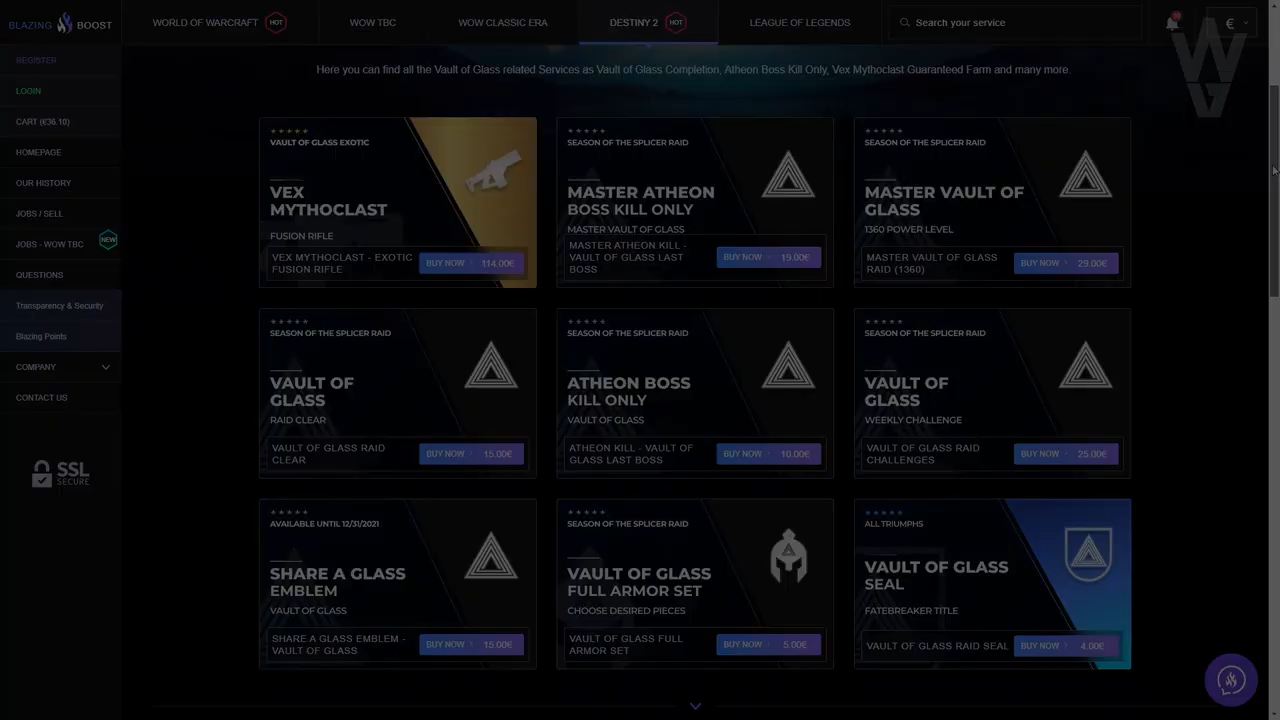 BLAZING BOOST
WORLD OF WARCRAFT HOT
WOW TBC
WOW CLASSIC ERA
DESTINY 2 HOT
LEAGUE OF LEGENDS
Search your service
€
REGISTER
LOGIN
CART (€36.10)
HOMEPAGE
OUR HISTORY
JOBS / SELL
JOBS - WOW TBC NEW
QUESTIONS
Transparency & Security
Blazing Points
COMPANY
CONTACT US
SSL
SECURE
Here you can find all the Vault of Glass related Services as Vault of Glass Completion, Atheon Boss Kill Only, Vex Mythoclast Guaranteed Farm and many more.
VAULT OF GLASS EXOTIC
VEX
MYTHOCLAST
FUSION RIFLE
VEX MYTHOCLAST - EXOTIC
FUSION RIFLE
BUY NOW 114.00€
SEASON OF THE SPLICER RAID
MASTER ATHEON
BOSS KILL ONLY
MASTER VAULT OF GLASS
MASTER ATHEON KILL -
VAULT OF GLASS LAST
BOSS
BUY NOW 19.00€
SEASON OF THE SPLICER RAID
MASTER VAULT OF
GLASS
1360 POWER LEVEL
MASTER VAULT OF GLASS
RAID (1360)
BUY NOW 29.00€
SEASON OF THE SPLICER RAID
VAULT OF
GLASS
RAID CLEAR
VAULT OF GLASS RAID
CLEAR
BUY NOW 15.00€
SEASON OF THE SPLICER RAID
ATHEON BOSS
KILL ONLY
VAULT OF GLASS
ATHEON KILL - VAULT OF
GLASS LAST BOSS
BUY NOW 10.00€
SEASON OF THE SPLICER RAID
VAULT OF
GLASS
WEEKLY CHALLENGE
VAULT OF GLASS RAID
CHALLENGES
BUY NOW 25.00€
AVAILABLE UNTIL 12/31/2021
SHARE A GLASS
EMBLEM
VAULT OF GLASS
SHARE A GLASS EMBLEM -
VAULT OF GLASS
BUY NOW 15.00€
SEASON OF THE SPLICER RAID
VAULT OF GLASS
FULL ARMOR SET
CHOOSE DESIRED PIECES
VAULT OF GLASS FULL
ARMOR SET
BUY NOW 5.00€
ALL TRIUMPHS
VAULT OF GLASS
SEAL
FATEBREAKER TITLE
VAULT OF GLASS RAID SEAL
BUY NOW 4.00€